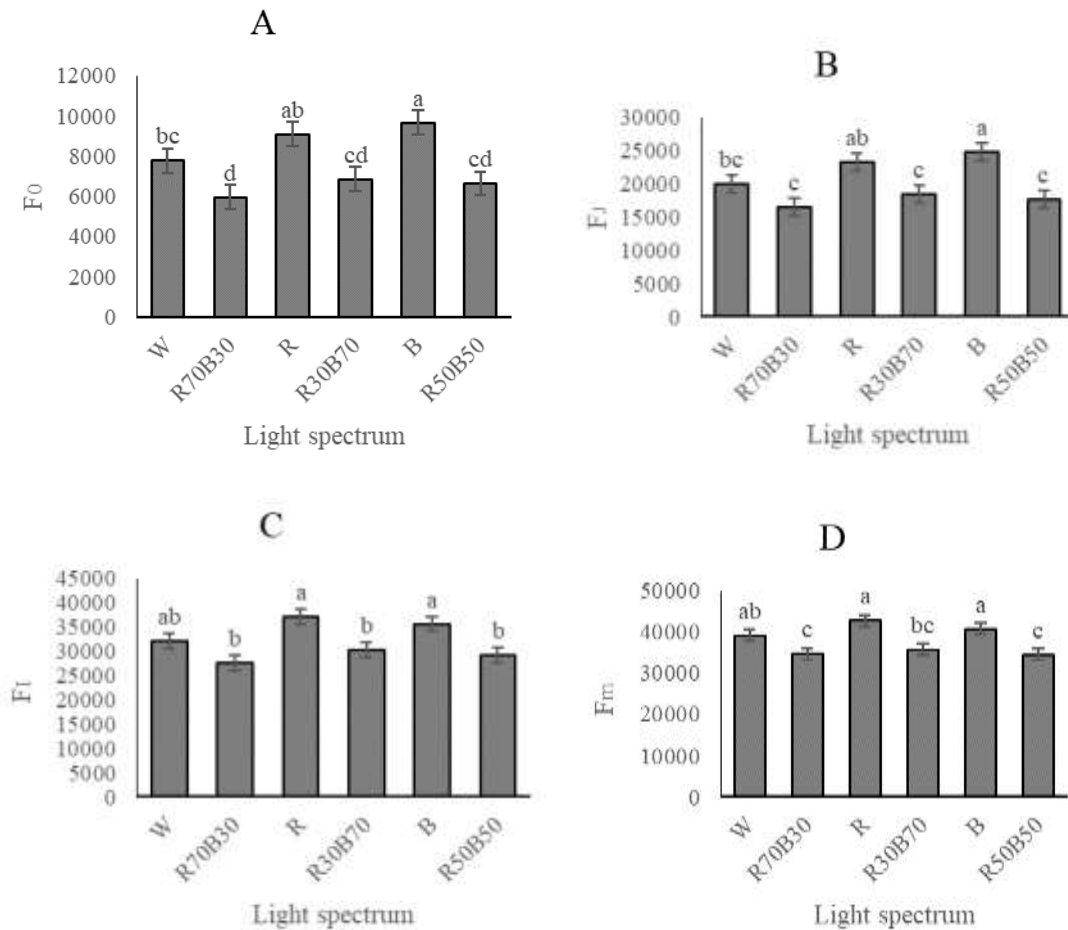 A
12000
10000
8000
6000
4000
2000
0
F0
bc
d
ab
cd
a
cd
W
R70B30
R
R30B70
B
R50B50
Light spectrum
B
30000
25000
20000
15000
10000
5000
0
FJ
bc
c
ab
c
a
c
W
R70B30
R
R30B70
B
R50B50
Light spectrum
C
45000
40000
35000
30000
25000
20000
15000
10000
5000
0
FI
ab
b
a
b
a
b
W
R70B30
R
R30B70
B
R50B50
Light spectrum
D
50000
40000
30000
20000
10000
0
Fm
ab
c
a
bc
a
c
W
R70B30
R
R30B70
B
R50B50
Light spectrum